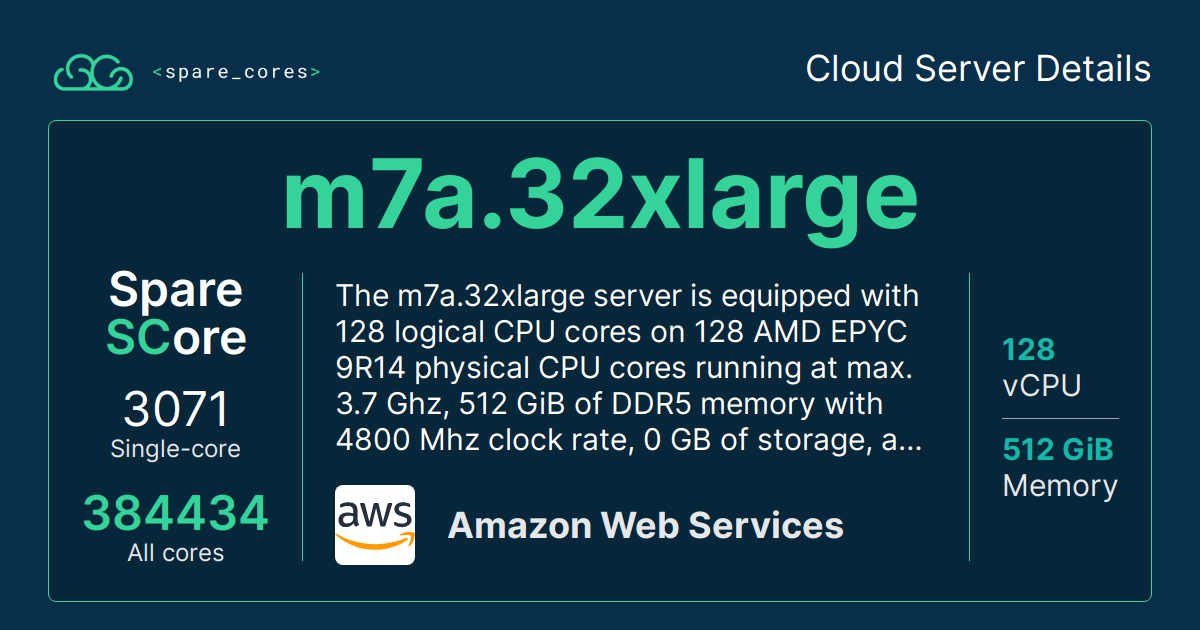 <spare_cores>
Cloud Server Details
m7a.32xlarge
Spare
SCore
3071
Single-core
384434
All cores
The m7a.32xlarge server is equipped with
128 logical CPU cores on 128 AMD EPYC
9R14 physical CPU cores running at max.
3.7 Ghz, 512 GiB of DDR5 memory with
4800 Mhz clock rate, 0 GB of storage, a...
aws
Amazon Web Services
128
vCPU
512 GiB
Memory